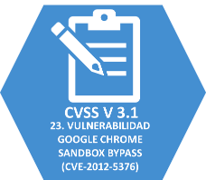 CVSS V 3.1
23. VULNERABILIDAD
GOOGLE CHROME
SANDBOX BYPASS
(CVE-2012-5376)